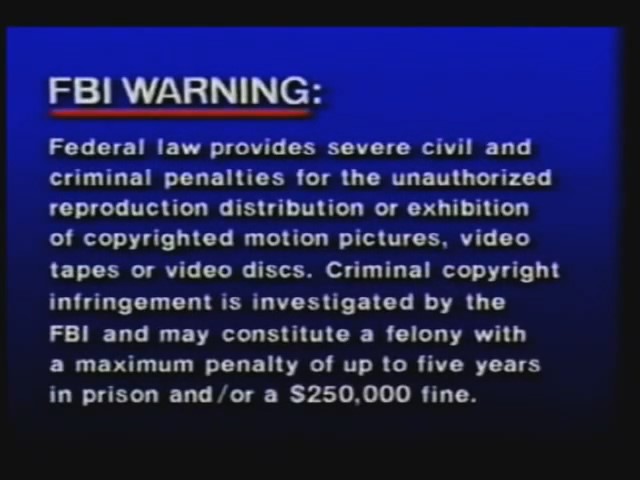 FBI WARNING:
Federal law provides severe civil and
criminal penalties for the unauthorized
reproduction distribution or exhibition
of copyrighted motion pictures, video
tapes or video discs. Criminal copyright
infringement is investigated by the
FBI and may constitute a felony with
a maximum penalty of up to five years
in prison and/or a $250,000 fine.